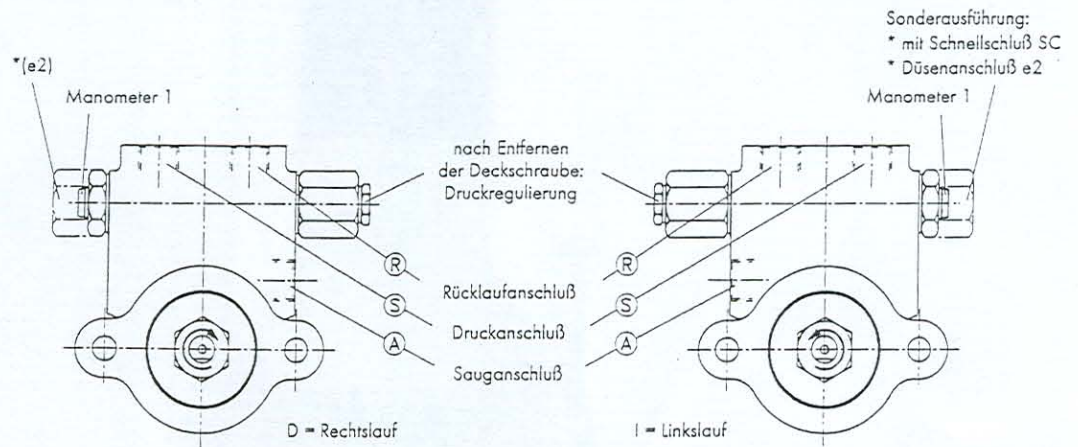 Sonderausführung:
* mit Schnellschluß SC
* Düsenanschluß e2
*(e2)
Manometer 1
Manometer 1
nach Entfernen
der Deckschraube:
Druckregulierung
R
R
Rücklaufanschluß
S
S
Druckanschluß
A
A
Sauganschluß
D = Rechtslauf
I = Linkslauf